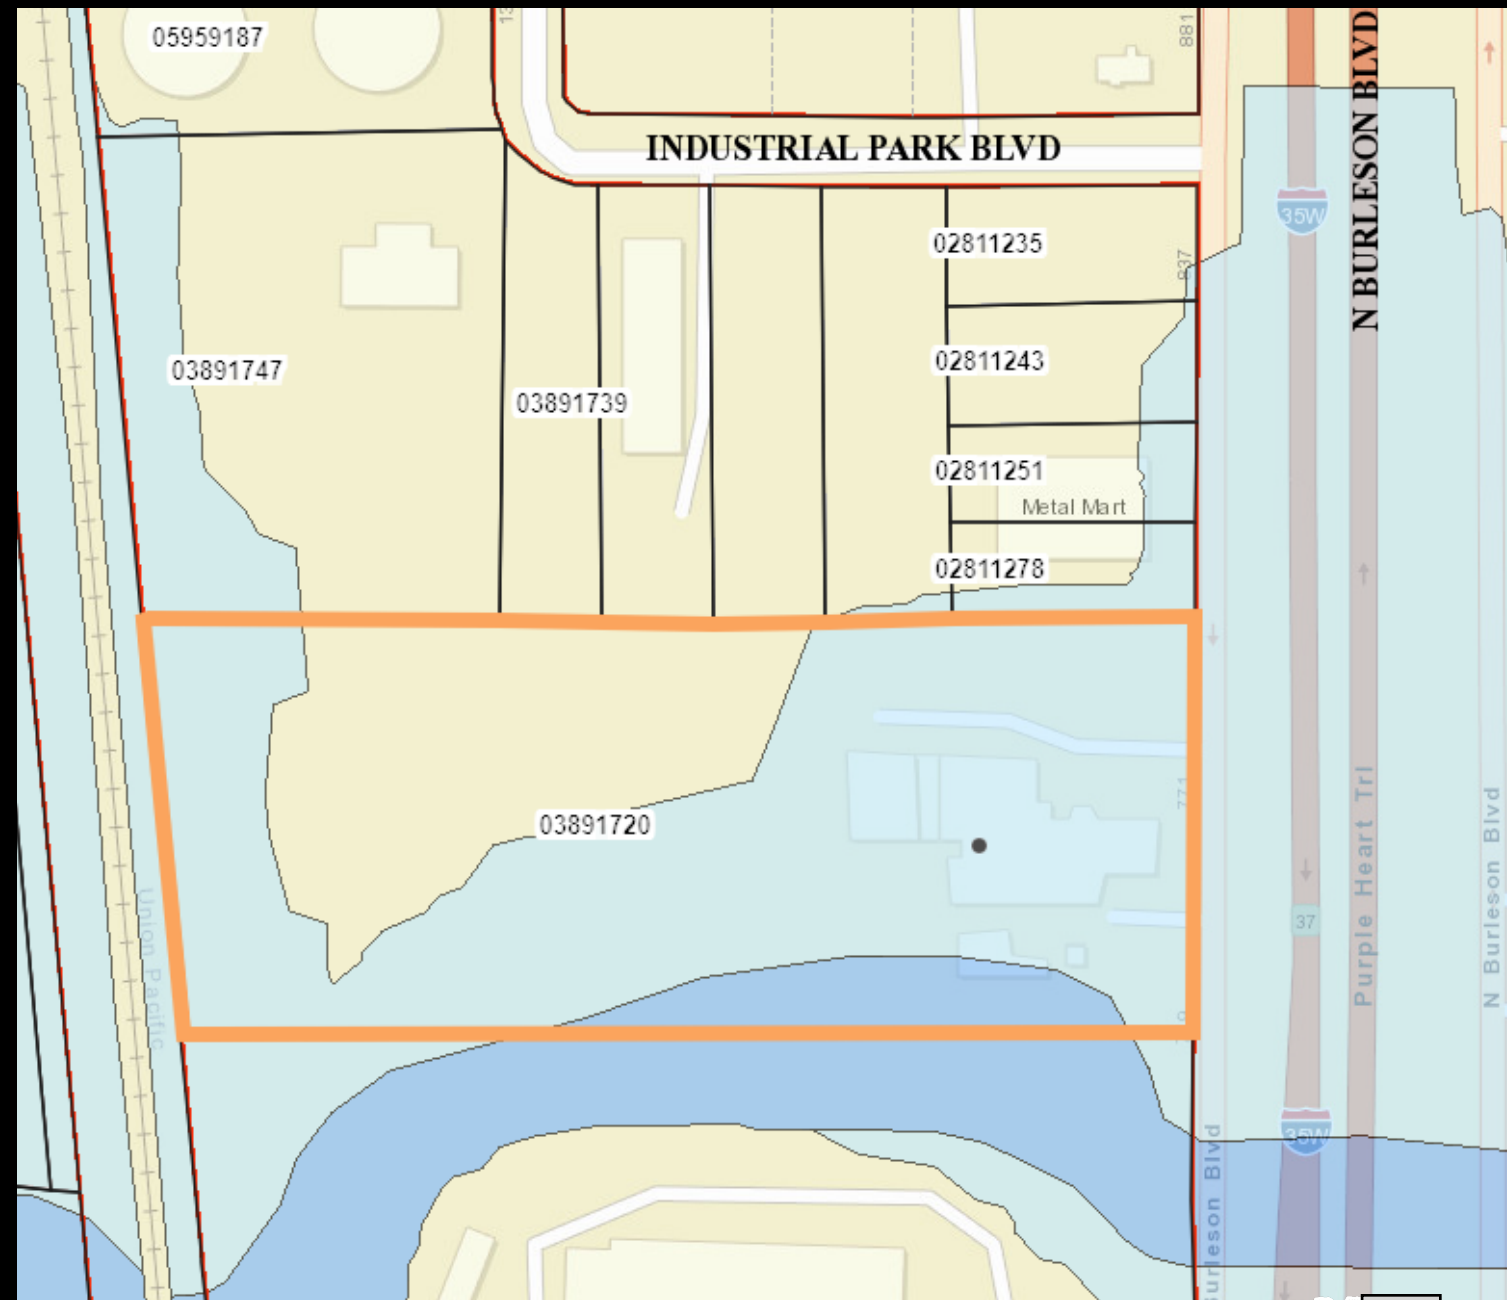 05959187
13
881
N BURLESON BLVD
INDUSTRIAL PARK BLVD
35W
02811235
837
02811243
03891747
03891739
02811251
Metal Mart
02811278
771
03891720
Purple Heart Trl
N Burleson Blvd
Union Pacific
37
35W
Burleson Blvd